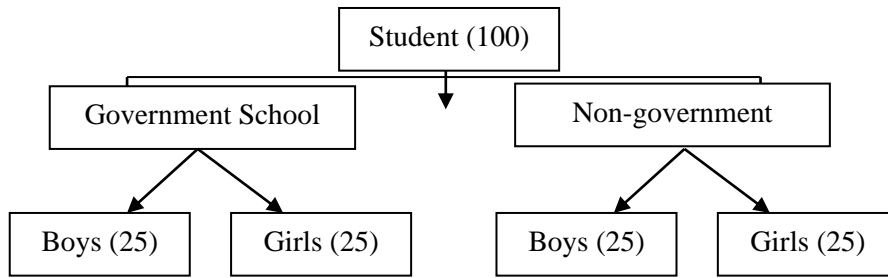 Student (100)
Government School
Non-government
Boys (25)
Girls (25)
Boys (25)
Girls (25)